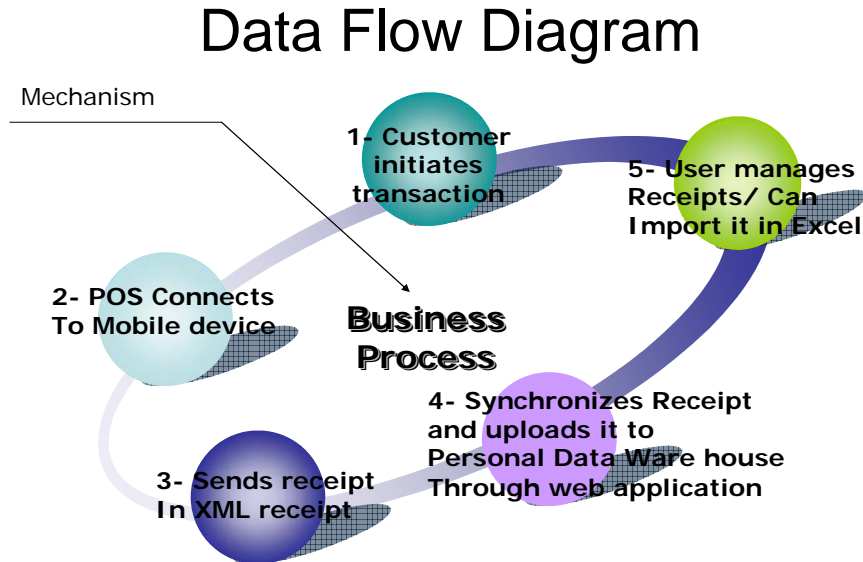 Data Flow Diagram
Mechanism
1- Customer
initiates
transaction
5- User manages
Receipts/ Can
Import it in Excel
2- POS Connects
To Mobile device
Business
Process
4- Synchronizes Receipt
and uploads it to
Personal Data Ware house
Through web application
3- Sends receipt
In XML receipt